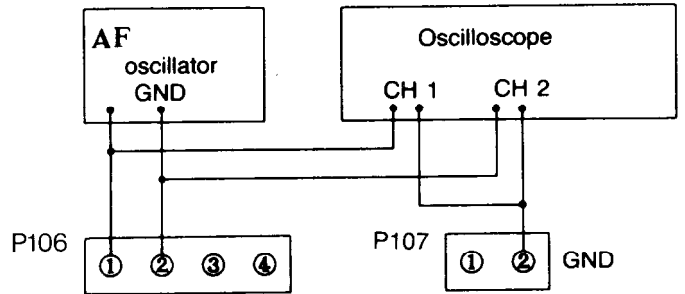 AF
oscillator
GND
Oscilloscope
CH 1 CH 2
P106
① ② ③ ④
P107
① ② GND